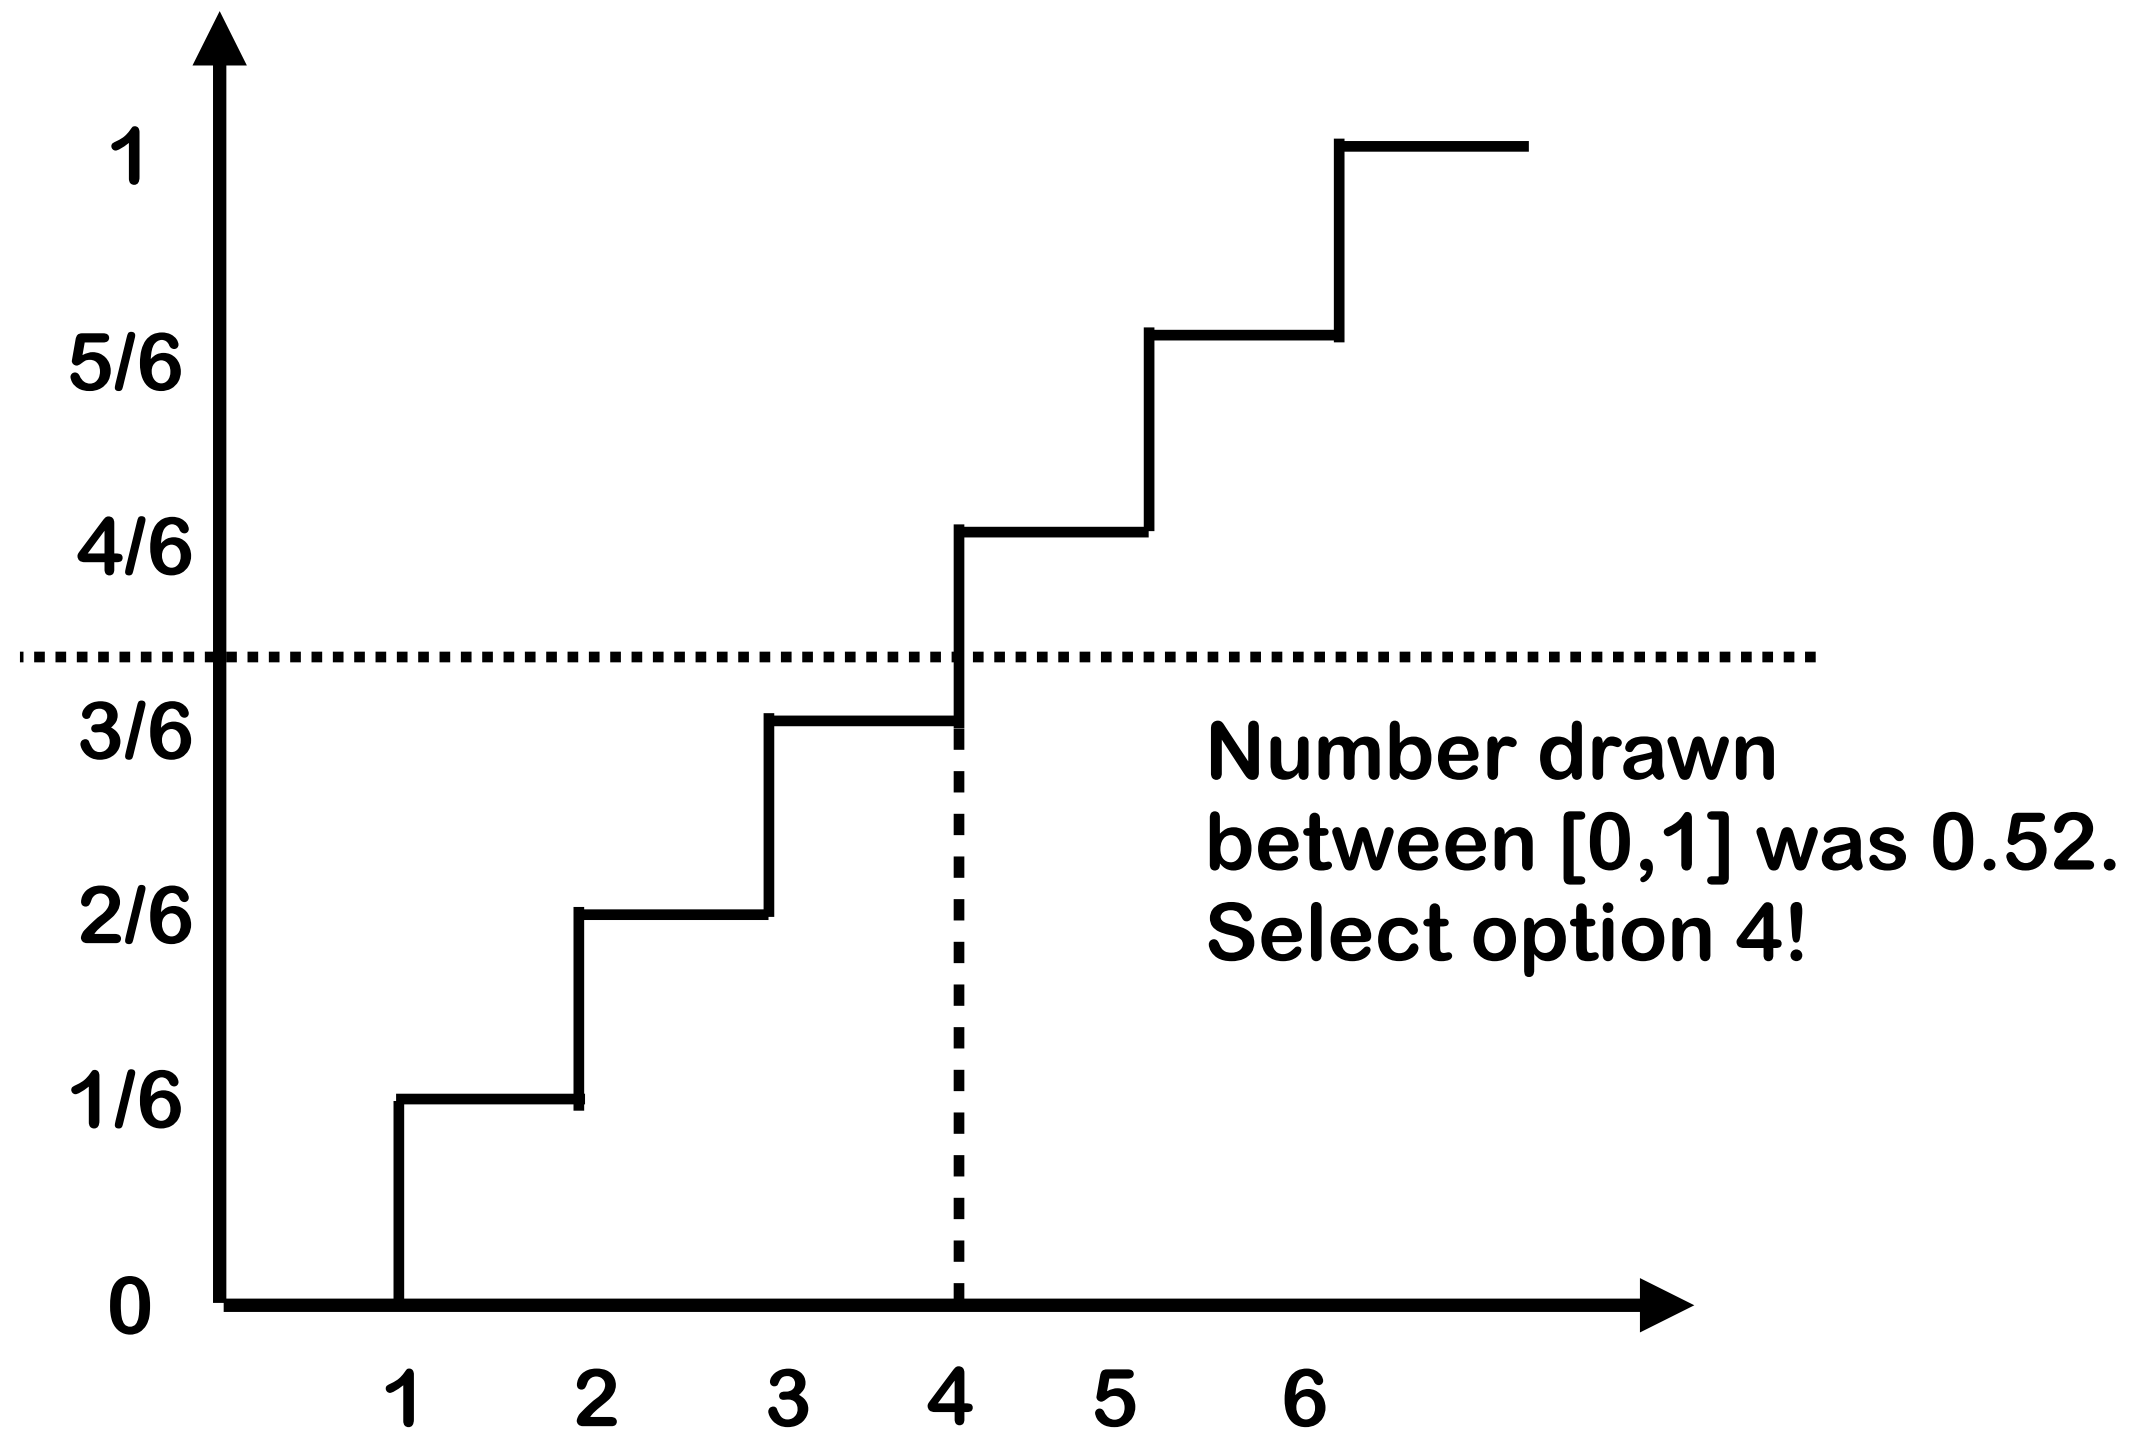 1
5/6
4/6
3/6
Number drawn
between [0,1] was 0.52.
Select option 4!
2/6
1/6
0
1 2 3 4 5 6